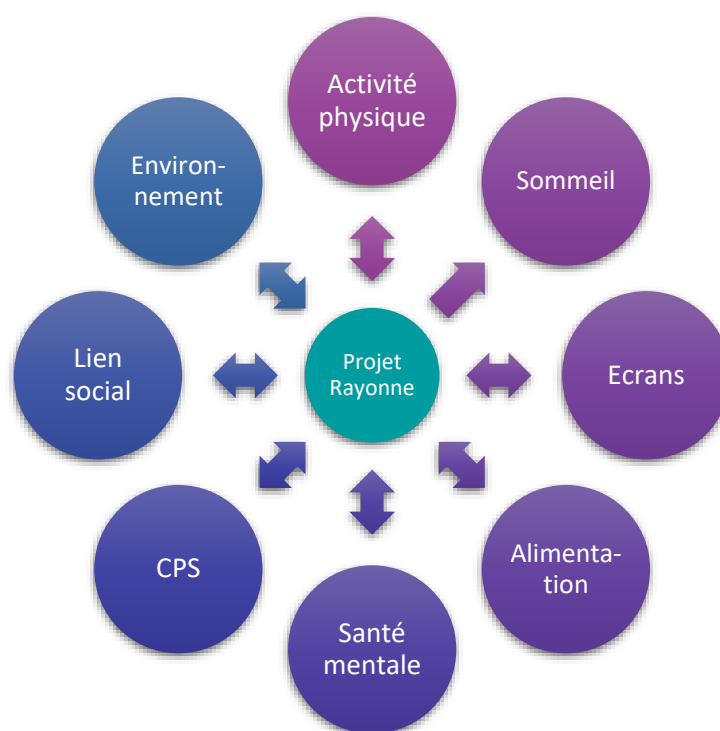 Activité
physique
Sommeil
Ecrans
Alimenta-
tion
Santé
mentale
CPS
Lien
social
Environ-
nement
Projet
Rayonne